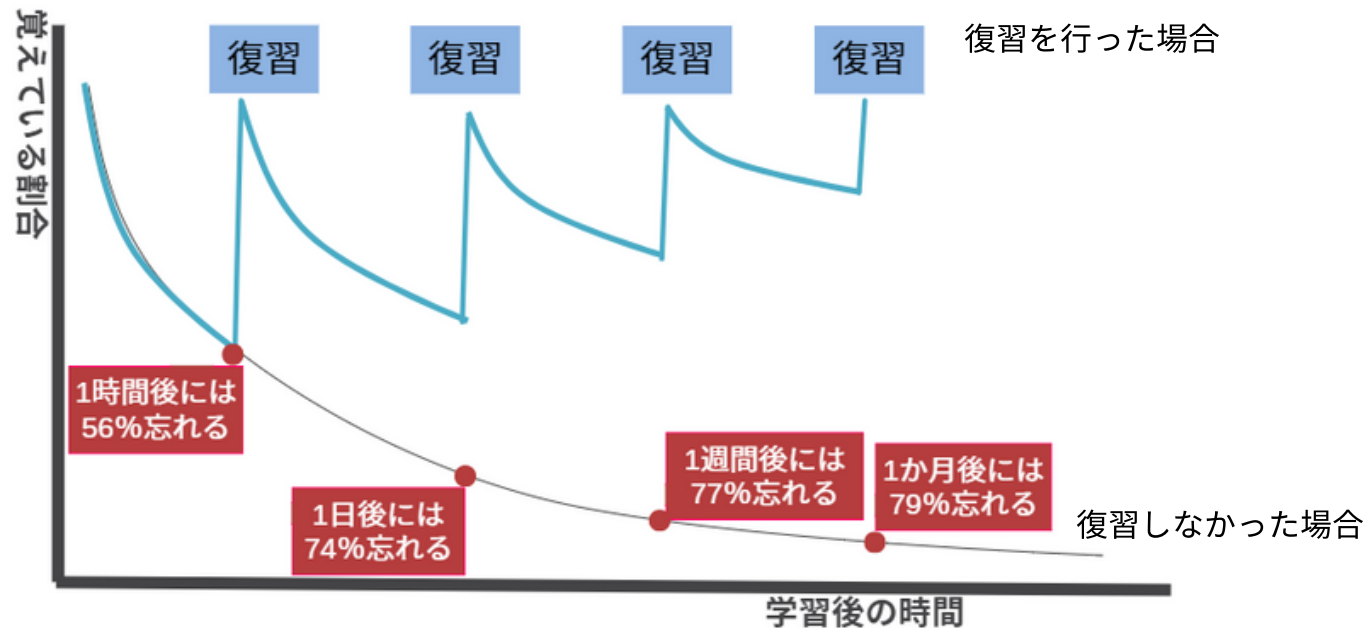 覚えている割合
復習
復習
復習
復習
復習を行った場合
1時間後には
56%忘れる
1日後には
74%忘れる
1週間後には
77%忘れる
1か月後には
79%忘れる
復習しなかった場合
学習後の時間